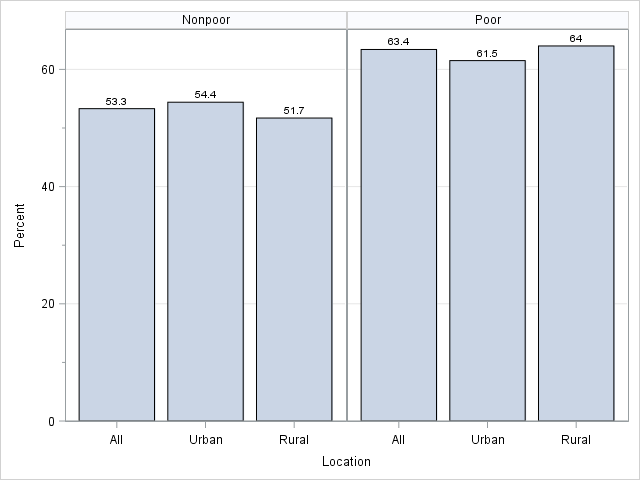 Nonpoor
Poor
53.3
54.4
51.7
63.4
61.5
64
60
40
20
0
Percent
All
Urban
Rural
All
Urban
Rural
Location